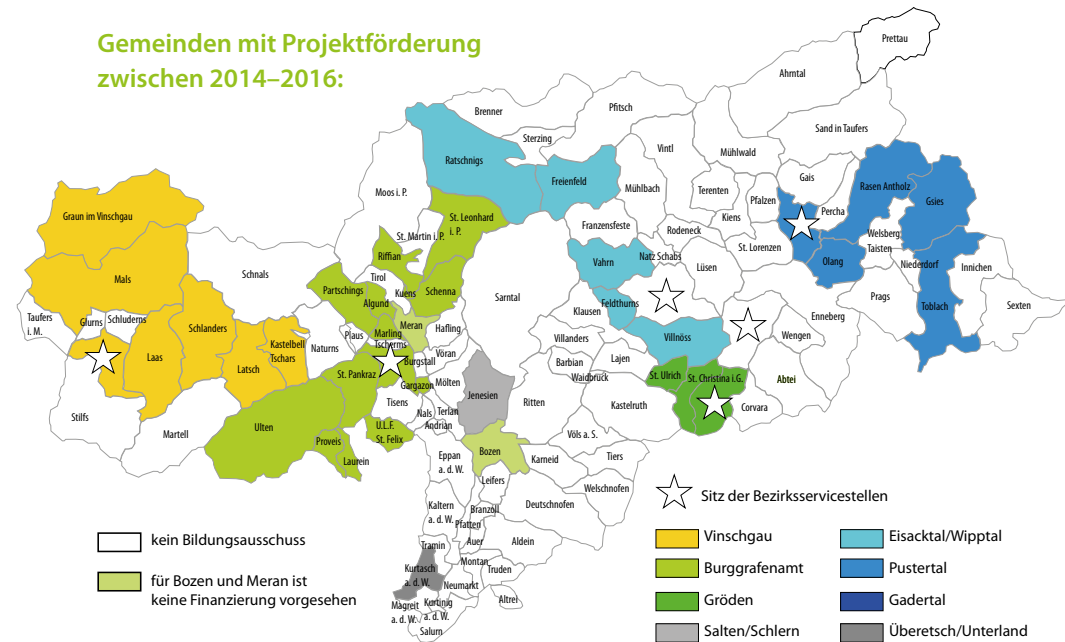 Gemeinden mit Projektförderung
zwischen 2014–2016:
Prettau
Ahrntal
Brenner
Pfitsch
Sterzing
Sand in Taufers
Vintl
Mühlwald
Ratschnigs
Freienfeld
Mühlbach
Terenten
Pfalzen
Gais
Rasen Antholz
Gsies
Moos i. P.
Kiens
Percha
Graun im Vinschgau
St. Leonhard
i. P.
Franzensfeste
Rodeneck
St. Lorenzen
Welsberg
Taisten
St. Martin i. P.
Riffian
Vahrn
Natz Schabs
Lüsen
Olang
Niederdorf
Innichen
Mals
Schnals
Tirol
Kuens
Schenna
Partschings
Algund
Sarntal
Feldthurns
Klausen
Prags
Toblach
Sexten
Taufers
i. M.
Glurns
Schluderns
Schlanders
Kastelbell
Tschars
Naturns
Plaus
Marling
Meran
Hafling
Tscherms
Villanders
Villnöss
Enneberg
Wengen
Laas
Latsch
Burgstall
Vöran
Barbian
Lajen
Waidbruck
St. Pankraz
Gargazon
Mölten
Jenesien
St. Ulrich
St. Christina i.G.
Abtei
Stilfs
Martell
Ulten
Tisens
Nals
Terlan
Andrian
Ritten
Kastelruth
Corvara
Proveis
U.L.F.
St. Felix
Laurein
Eppan
a. d. W.
Bozen
Karneid
Völs a. S.
Tiers
Leifers
Welschnofen
Kaltern
a. d. W.
Branzoll
Pfatten
Deutschnofen
Auer
Aldein
Tramin
Montan
Kurtasch
a. d. W.
Truden
Neumarkt
Altrei
Margreit
a. d. W.
Kurtinig
a. d. W.
Salurn
Sitz der Bezirksservicestellen
kein Bildungsausschuss
für Bozen und Meran ist
keine Finanzierung vorgesehen
Vinschgau
Burggrafenamt
Gröden
Salten/Schlern
Eisacktal/Wipptal
Pustertal
Gadertal
Überetsch/Unterland